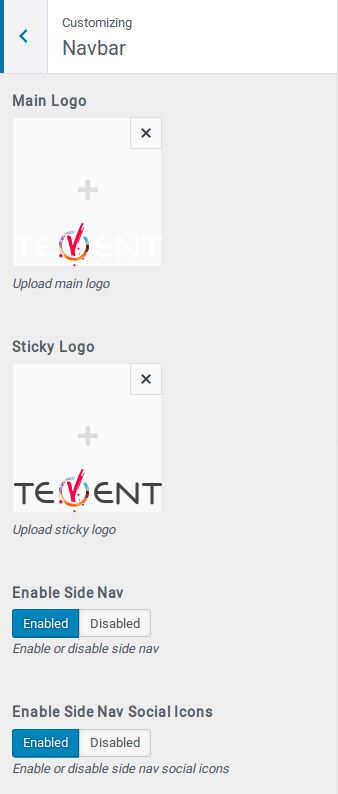 Customizing
Navbar
Main Logo
TEVENT
Upload main logo
Sticky Logo
TEVENT
Upload sticky logo
Enable Side Nav
Enabled Disabled
Enable or disable side nav
Enable Side Nav Social Icons
Enabled Disabled
Enable or disable side nav social icons